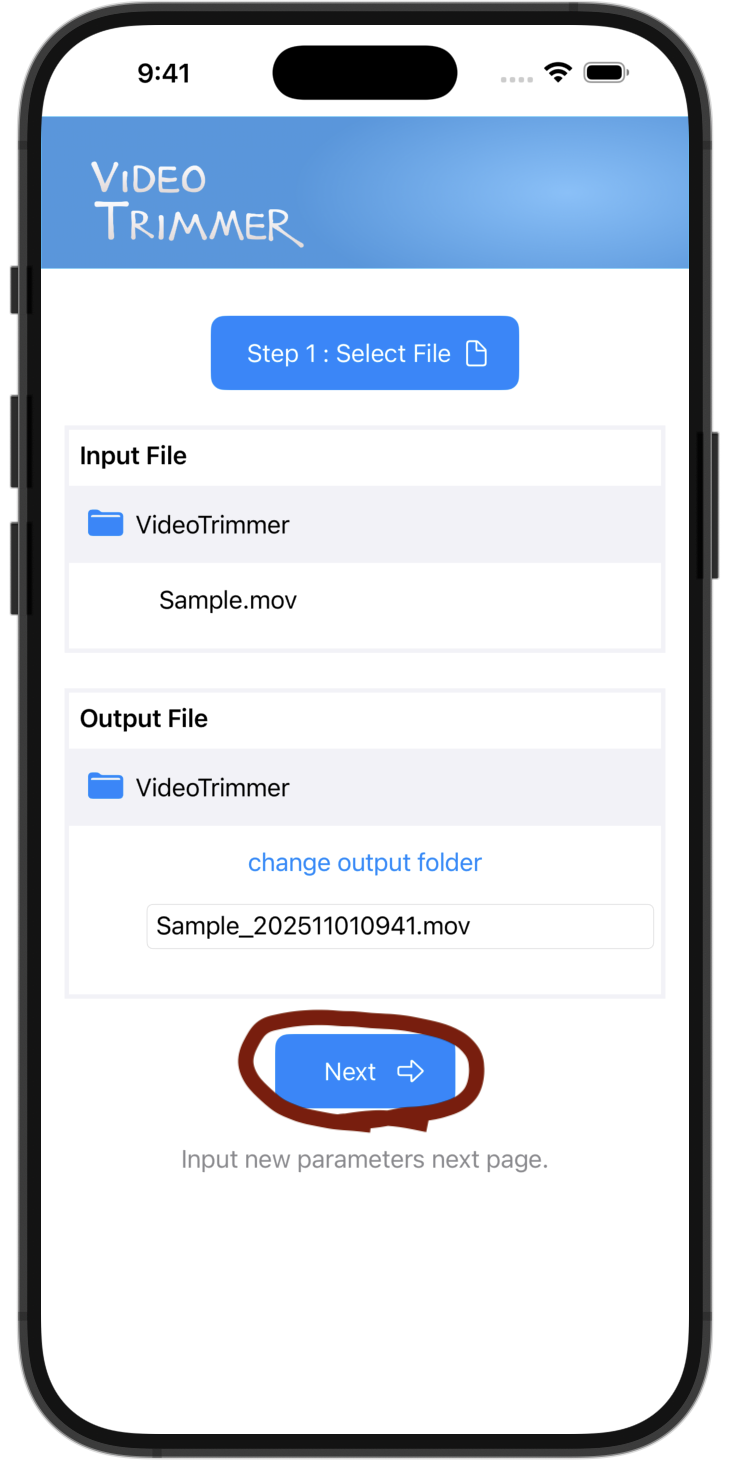 9:41
VIDEO
TRIMMER
Step 1 : Select File
Input File
VideoTrimmer
Sample.mov
Output File
VideoTrimmer
change output folder
Sample_202511010941.mov
Next
Input new parameters next page.